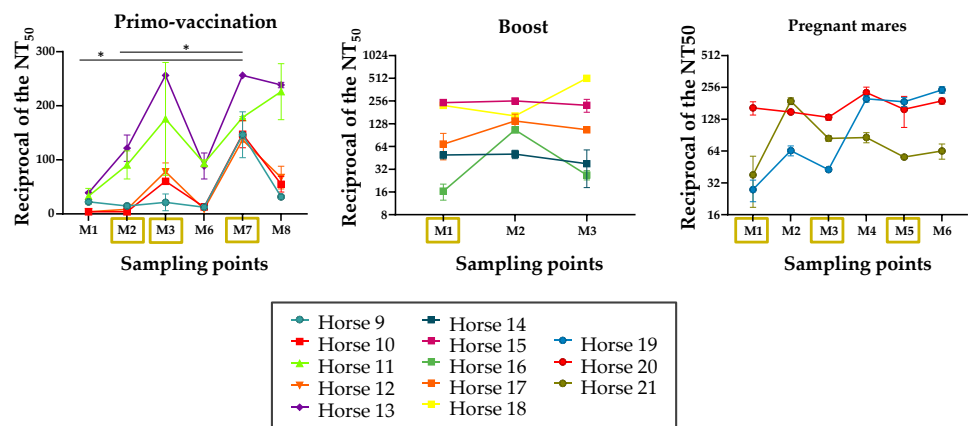 Primo-vaccination
Reciprocal of the NT50
300
200
100
0
*
*
M1 M2 M3 M6 M7 M8
Sampling points
Boost
Reciprocal of the NT50
1024
512
256
128
64
32
16
8
M1 M2 M3
Sampling points
Pregnant mares
Reciprocal of the NT50
512
256
128
64
32
16
M1 M2 M3 M4 M5 M6
Sampling points
Horse 9
Horse 10
Horse 11
Horse 12
Horse 13
Horse 14
Horse 15
Horse 16
Horse 17
Horse 18
Horse 19
Horse 20
Horse 21